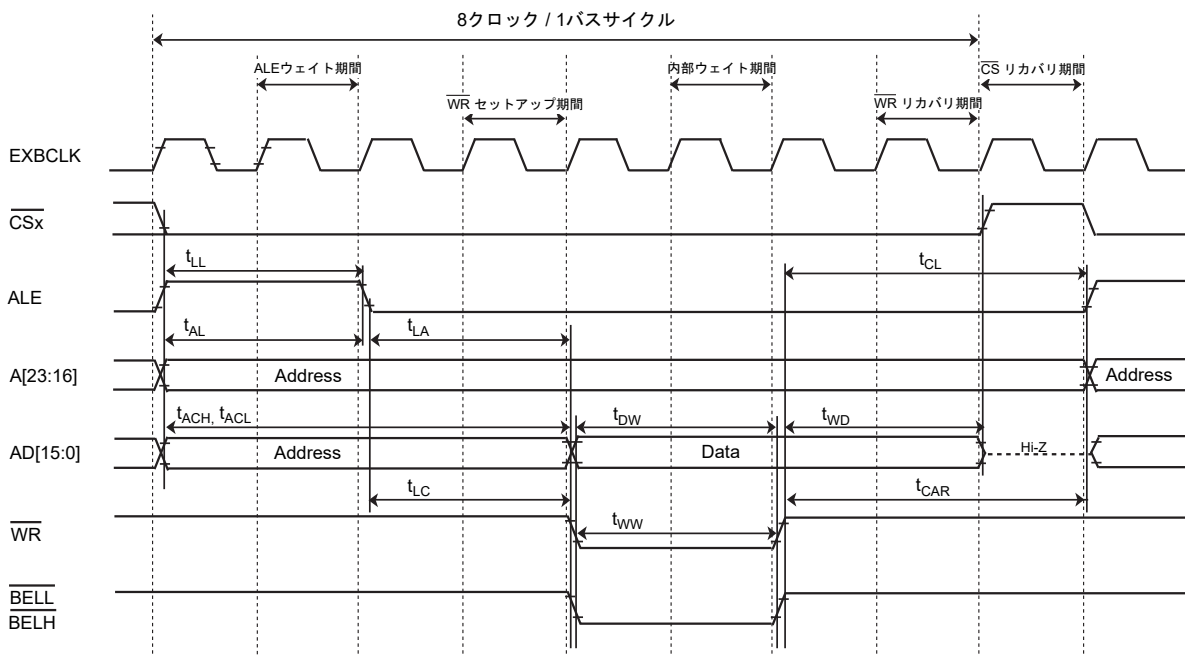 8クロック / 1バスサイクル
ALEウェイト期間
内部ウェイト期間
CS リカバリ期間
WR セットアップ期間
WR リカバリ期間
EXBCLK
CSx
tLL
tCL
ALE
tAL
tLA
A[23:16]
Address
Address
tACH, tACL
tDW
tWD
AD[15:0]
Address
Data
Hi-Z
tLC
tCAR
WR
tWW
BELL
BELH